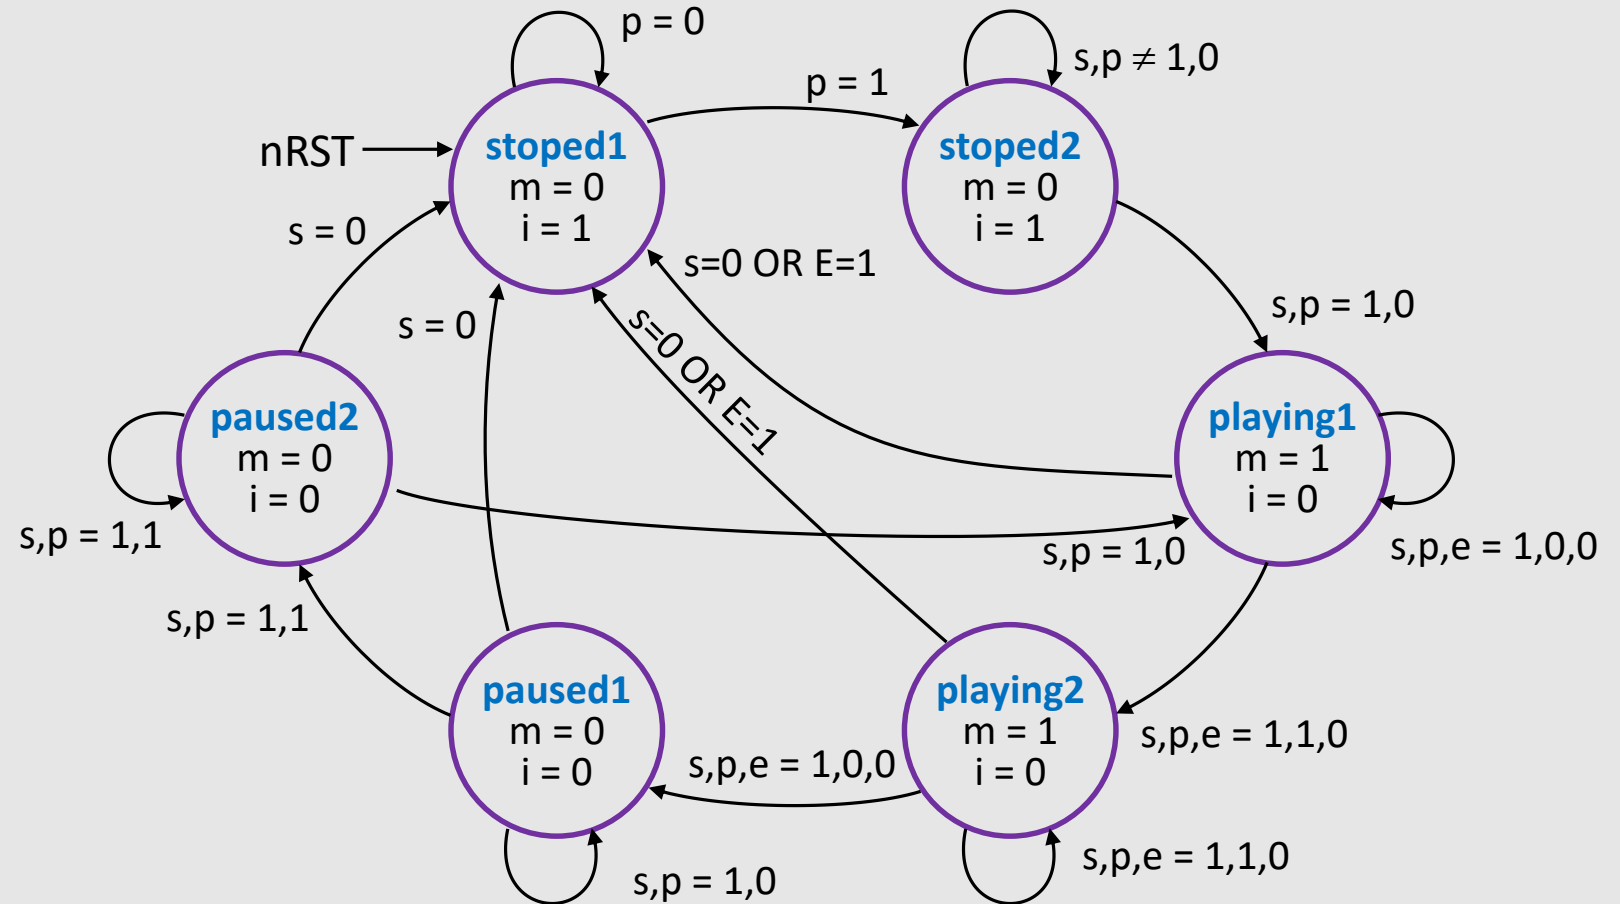 p = 0
s,p ≠ 1,0
p = 1
nRST
stoped1
m = 0
i = 1
stoped2
m = 0
i = 1
s = 0
s=0 OR E=1
s,p = 1,0
s = 0
s=0 OR E=1
paused2
m = 0
i = 0
playing1
m = 1
i = 0
s,p = 1,1
s,p = 1,0
s,p,e = 1,0,0
s,p = 1,1
paused1
m = 0
i = 0
s,p,e = 1,0,0
playing2
m = 1
i = 0
s,p,e = 1,1,0
s,p = 1,0
s,p,e = 1,1,0